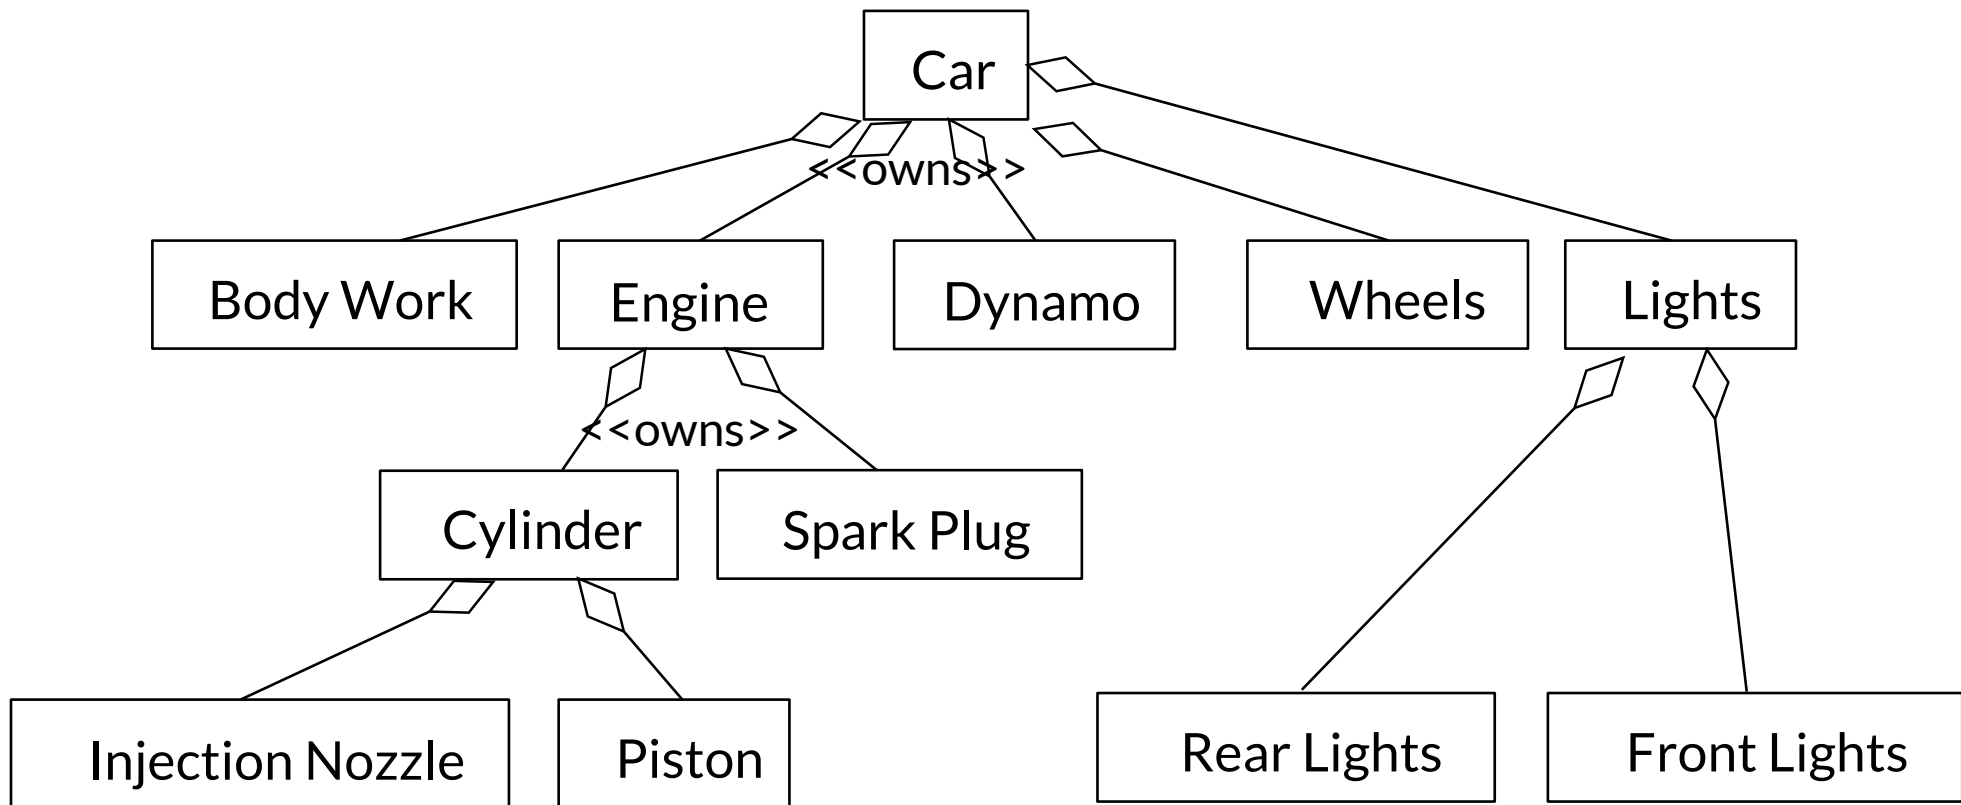 Car
<<owns>>
Body Work
Engine
Dynamo
Wheels
Lights
<<owns>>
Cylinder
Spark Plug
Injection Nozzle
Piston
Rear Lights
Front Lights